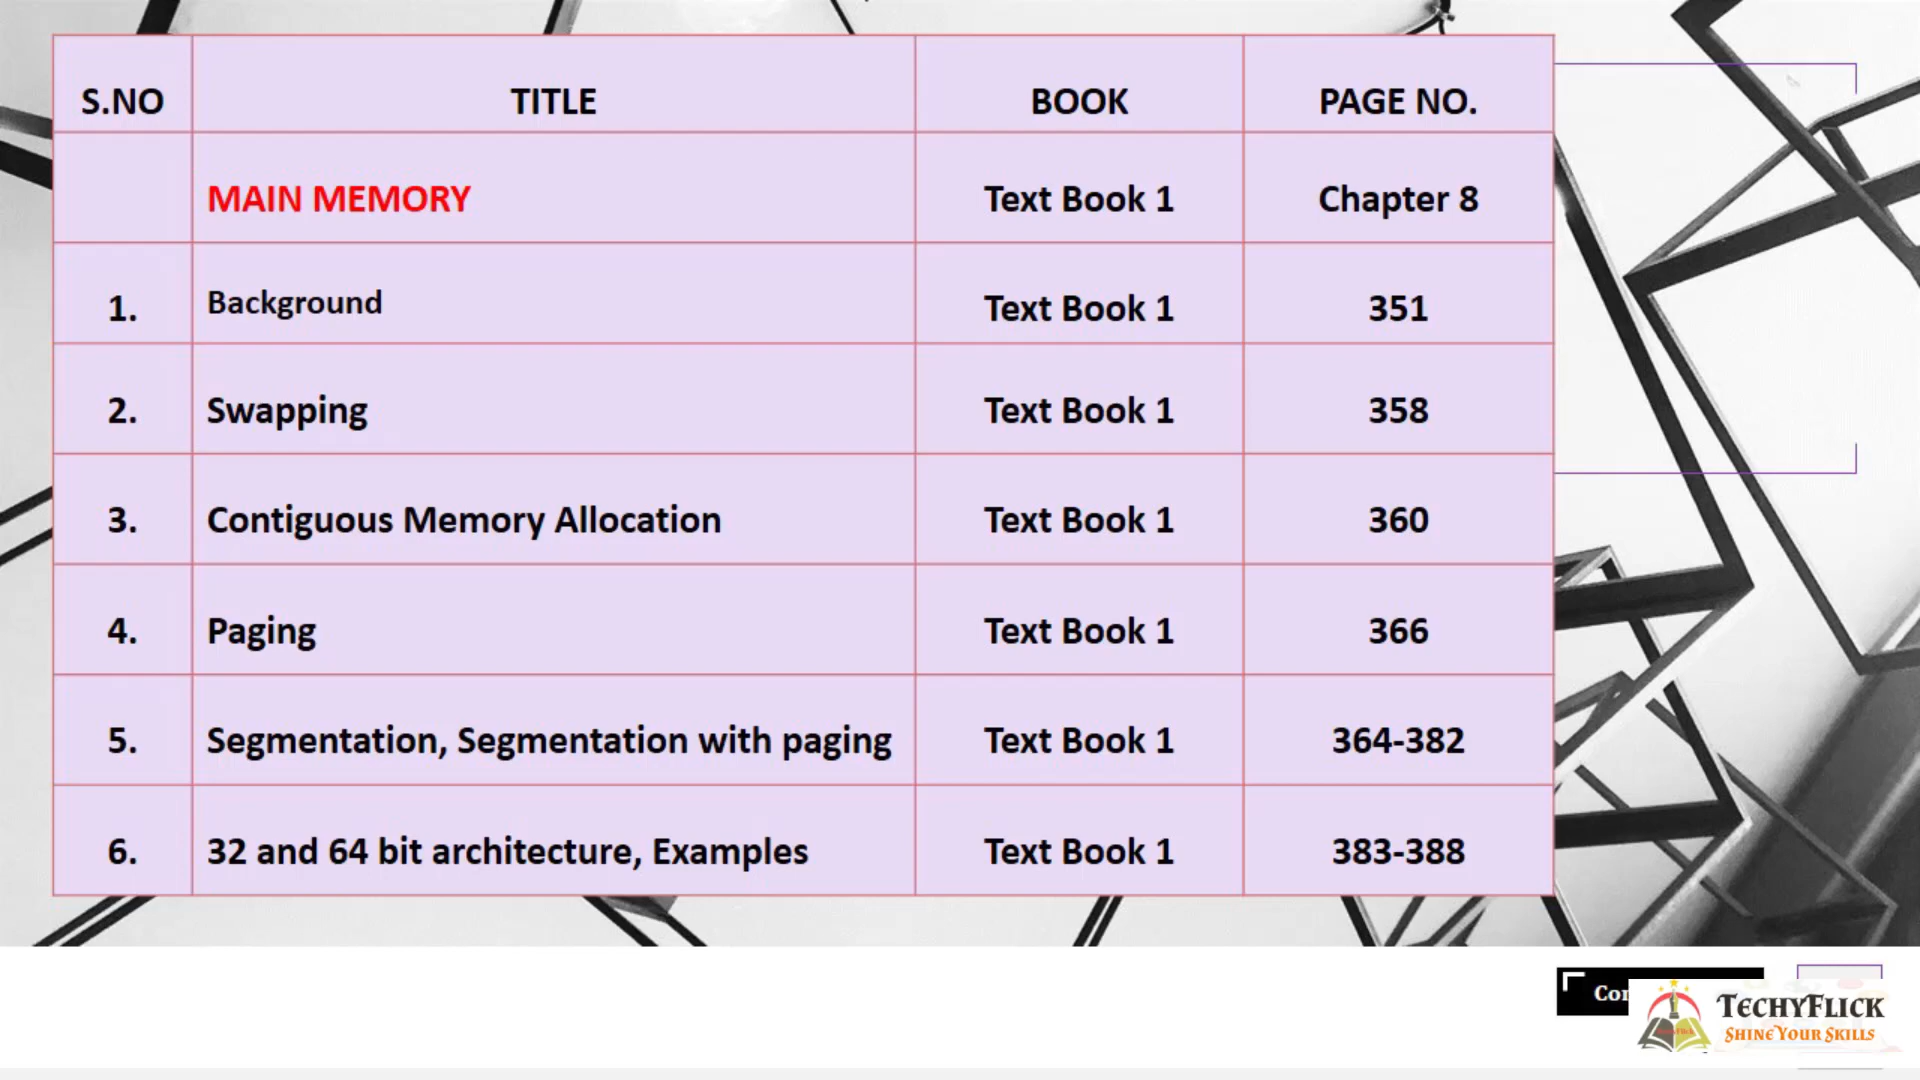 S.NO TITLE BOOK PAGE NO.
MAIN MEMORY Text Book 1 Chapter 8
1. Background Text Book 1 351
2. Swapping Text Book 1 358
3. Contiguous Memory Allocation Text Book 1 360
4. Paging Text Book 1 366
5. Segmentation, Segmentation with paging Text Book 1 364-382
6. 32 and 64 bit architecture, Examples Text Book 1 383-388
TECHYFLICK
SHINE YOUR SKILLS